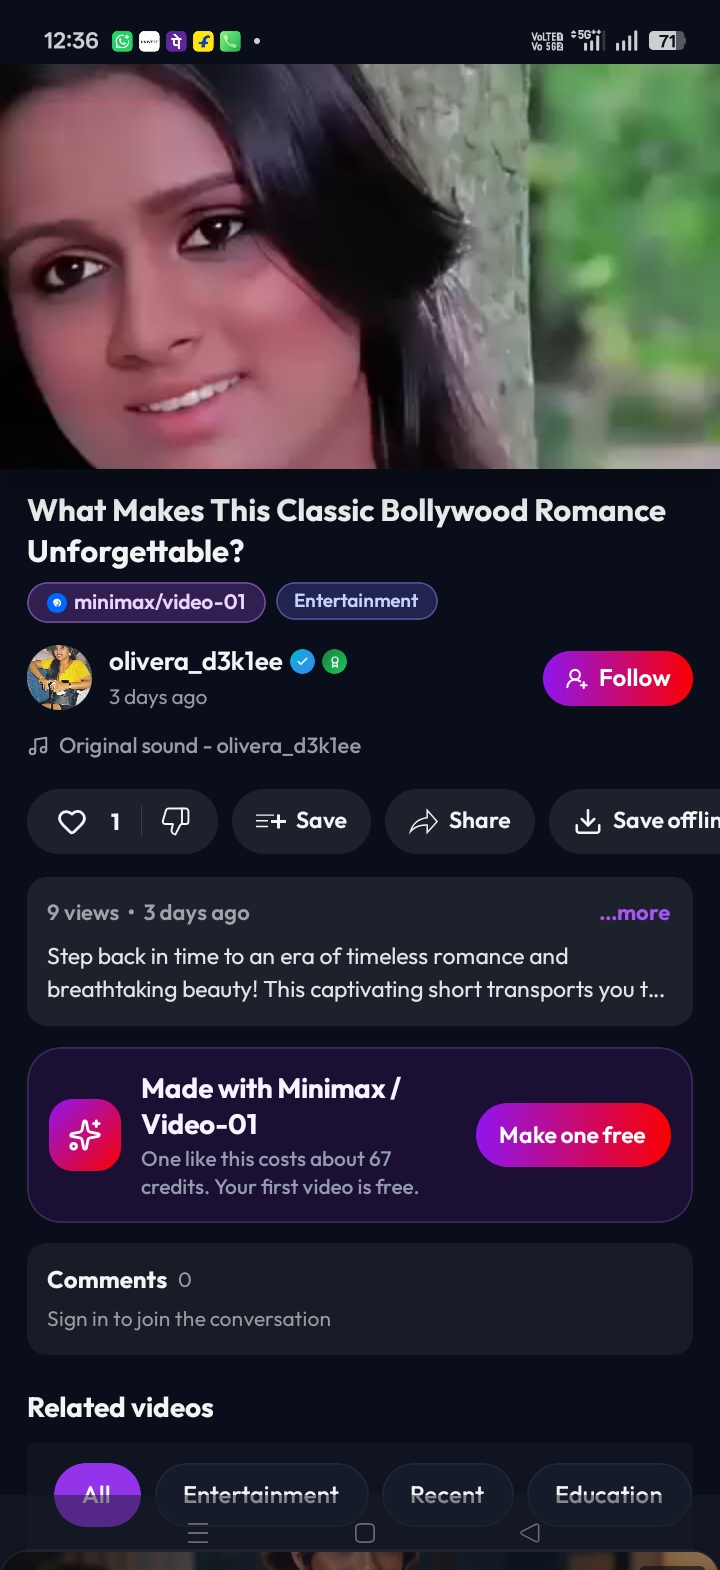 12:36
VoLTED
Vo 5GD
5G++
71
What Makes This Classic Bollywood Romance
Unforgettable?
minimax/video-01
Entertainment
olivera_d3k1ee
3 days ago
Follow
Original sound - olivera_d3k1ee
1
Save
Share
Save offlin
9 views • 3 days ago
...more
Step back in time to an era of timeless romance and
breathtaking beauty! This captivating short transports you t...
Made with Minimax /
Video-01
One like this costs about 67
credits. Your first video is free.
Make one free
Comments 0
Sign in to join the conversation
Related videos
All
Entertainment
Recent
Education